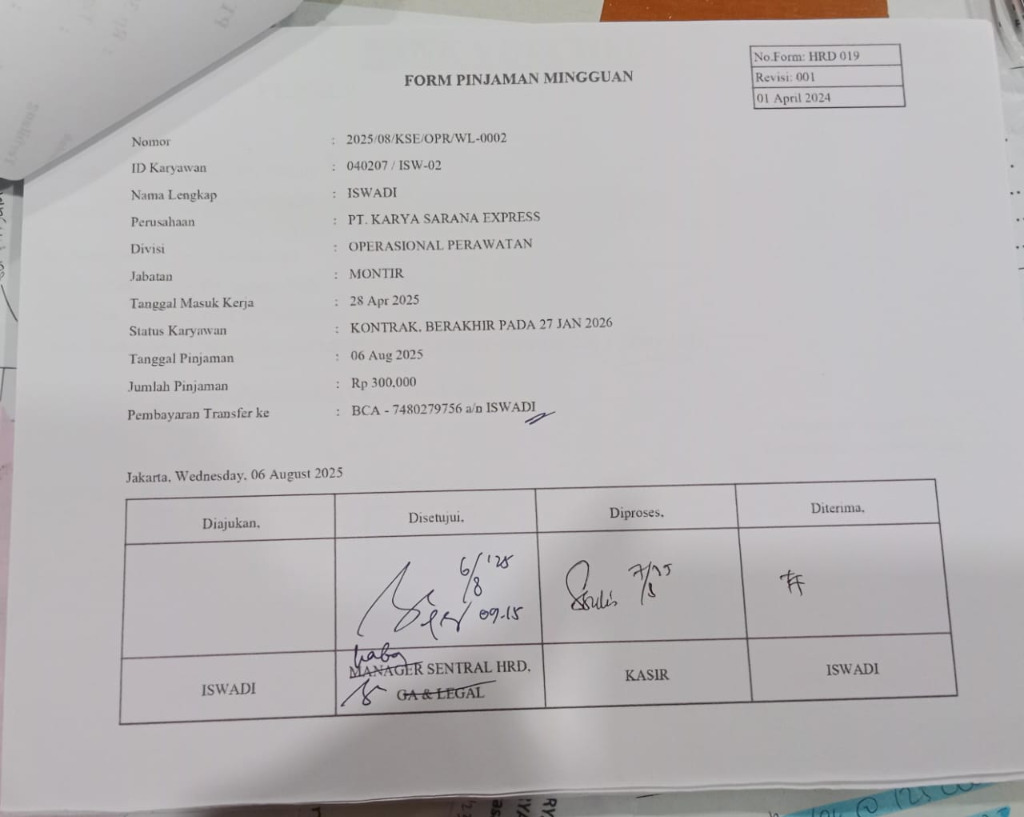 FORM PINJAMAN MINGGUAN
No.Form: HRD 019
Revisi: 001
01 April 2024
Nomor : 2025/08/KSE/OPR/WL-0002
ID Karyawan : 040207 / ISW-02
Nama Lengkap : ISWADI
Perusahaan : PT. KARYA SARANA EXPRESS
Divisi : OPERASIONAL PERAWATAN
Jabatan : MONTIR
Tanggal Masuk Kerja : 28 Apr 2025
Status Karyawan : KONTRAK, BERAKHIR PADA 27 JAN 2026
Tanggal Pinjaman : 06 Aug 2025
Jumlah Pinjaman : Rp 300,000
Pembayaran Transfer ke : BCA - 7480279756 a/n ISWADI
Jakarta, Wednesday, 06 August 2025
Diajukan, Disetujui, Diproses, Diterima,
6/8 '25
09.15
7/8
ISWADI MANAGER SENTRAL HRD, KASIR ISWADI
GA & LEGAL